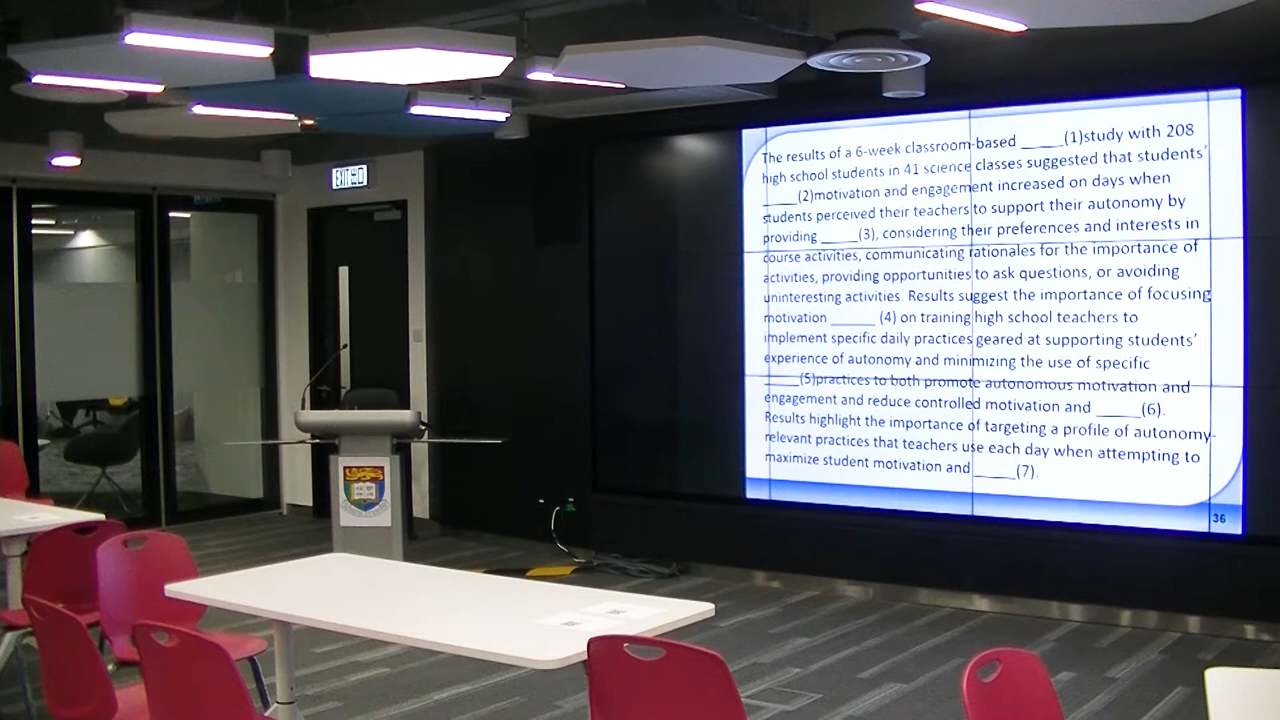 EXIT
The results of a 6-week classroom-based _____(1)study with 208
high school students in 41 science classes suggested that students'
_____(2)motivation and engagement increased on days when
students perceived their teachers to support their autonomy by
providing _____(3), considering their preferences and interests in
course activities, communicating rationales for the importance of
activities, providing opportunities to ask questions, or avoiding
uninteresting activities. Results suggest the importance of focusing
motivation ______ (4) on training high school teachers to
implement specific daily practices geared at supporting students'
experience of autonomy and minimizing the use of specific
_____(5)practices to both promote autonomous motivation and
engagement and reduce controlled motivation and ______(6).
Results highlight the importance of targeting a profile of autonomy-
relevant practices that teachers use each day when attempting to
maximize student motivation and ______(7).
36